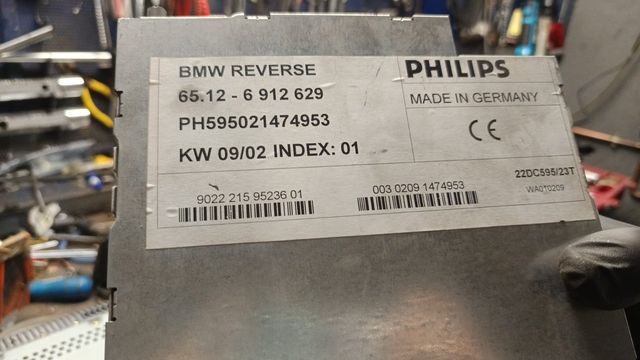 BMW REVERSE
65.12 - 6 912 629
PH595021474953
KW 09/02 INDEX: 01
PHILIPS
MADE IN GERMANY
CE
9022 215 95236 01
003 0209 1474953
22DC595/23T
WA010209